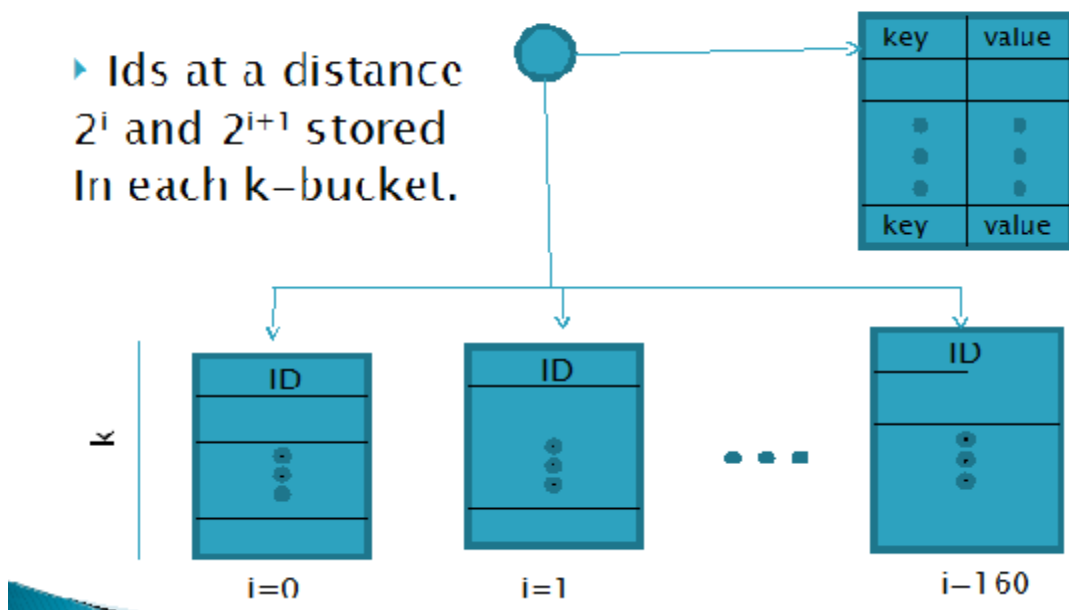 Ids at a distance
2ⁱ and 2ⁱ⁺¹ stored
In each k-bucket.
key value
key value
k
ID ID ID
i=0 i=1 i=160